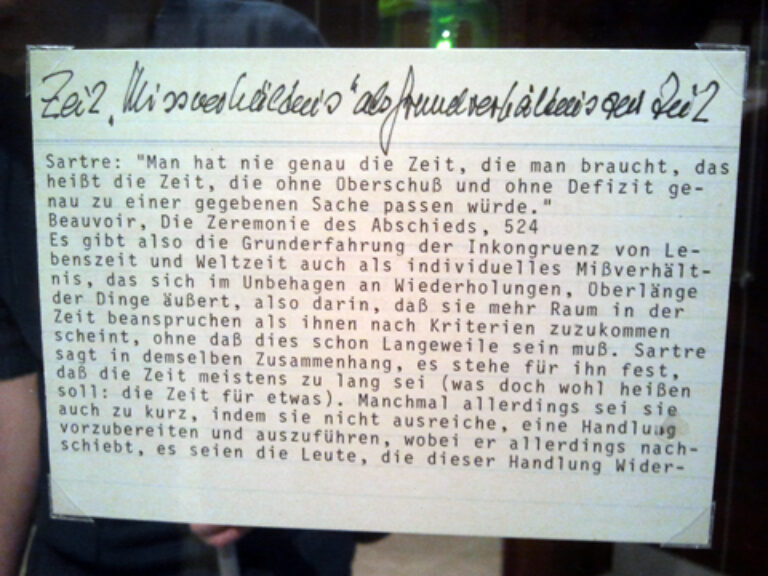 Zeit, „Missverhältnis" als Grundverhältnis zur Zeit
Sartre: "Man hat nie genau die Zeit, die man braucht, das
heißt die Zeit, die ohne Oberschuß und ohne Defizit ge-
nau zu einer gegebenen Sache passen würde."
Beauvoir, Die Zeremonie des Abschieds, 524
Es gibt also die Grunderfahrung der Inkongruenz von Le-
benszeit und Weltzeit auch als individuelles Mißverhält-
nis, das sich im Unbehagen an Wiederholungen, Oberlänge
der Dinge äußert, also darin, daß sie mehr Raum in der
Zeit beanspruchen als ihnen nach Kriterien zuzukommen
scheint, ohne daß dies schon Langeweile sein muß. Sartre
sagt in demselben Zusammenhang, es stehe für ihn fest,
daß die Zeit meistens zu lang sei (was doch wohl heißen
soll: die Zeit für etwas). Manchmal allerdings sei sie
auch zu kurz, indem sie nicht ausreiche, eine Handlung
vorzubereiten und auszuführen, wobei er allerdings nach-
schiebt, es seien die Leute, die dieser Handlung Wider-